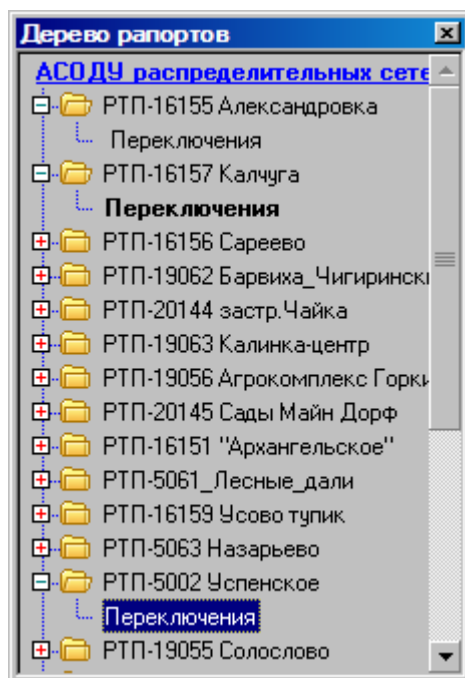 Дерево рапортов
АСОДУ распределительных сете
РТП-16155 Александровка
Переключения
РТП-16157 Калчуга
Переключения
РТП-16156 Сареево
РТП-19062 Барвиха_Чигирински
РТП-20144 застр.Чайка
РТП-19063 Калинка-центр
РТП-19056 Агрокомплекс Горки
РТП-20145 Сады Майн Дорф
РТП-16151 "Архангельское"
РТП-5061_Лесные_дали
РТП-16159 Усово тупик
РТП-5063 Назарьево
РТП-5002 Успенское
Переключения
РТП-19055 Солослово